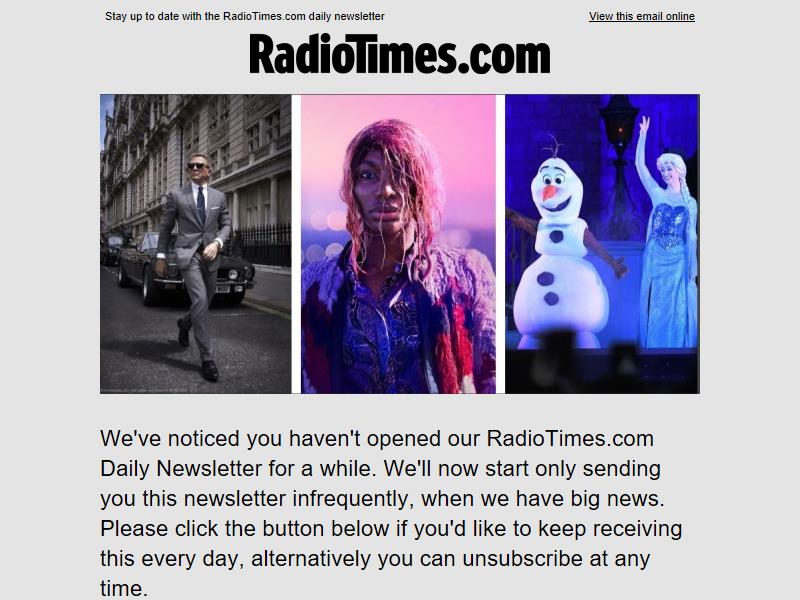 Stay up to date with the RadioTimes.com daily newsletter
View this email online
RadioTimes.com
We've noticed you haven't opened our RadioTimes.com
Daily Newsletter for a while. We'll now start only sending
you this newsletter infrequently, when we have big news.
Please click the button below if you'd like to keep receiving
this every day, alternatively you can unsubscribe at any
time.